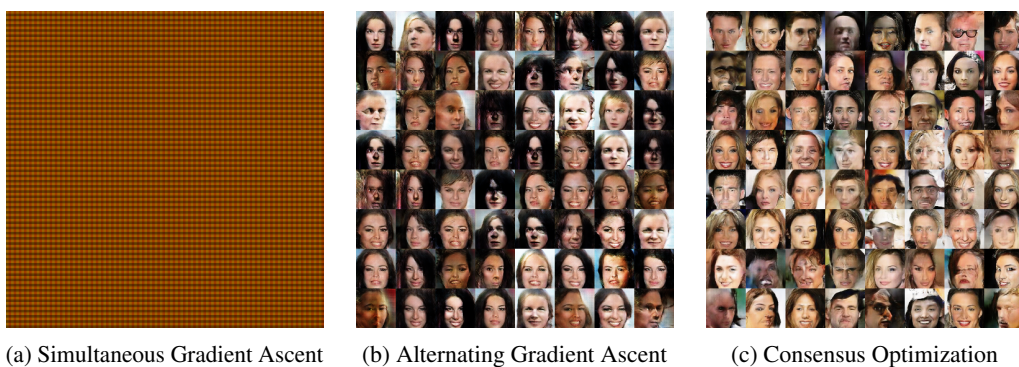 (a) Simultaneous Gradient Ascent
(b) Alternating Gradient Ascent
(c) Consensus Optimization